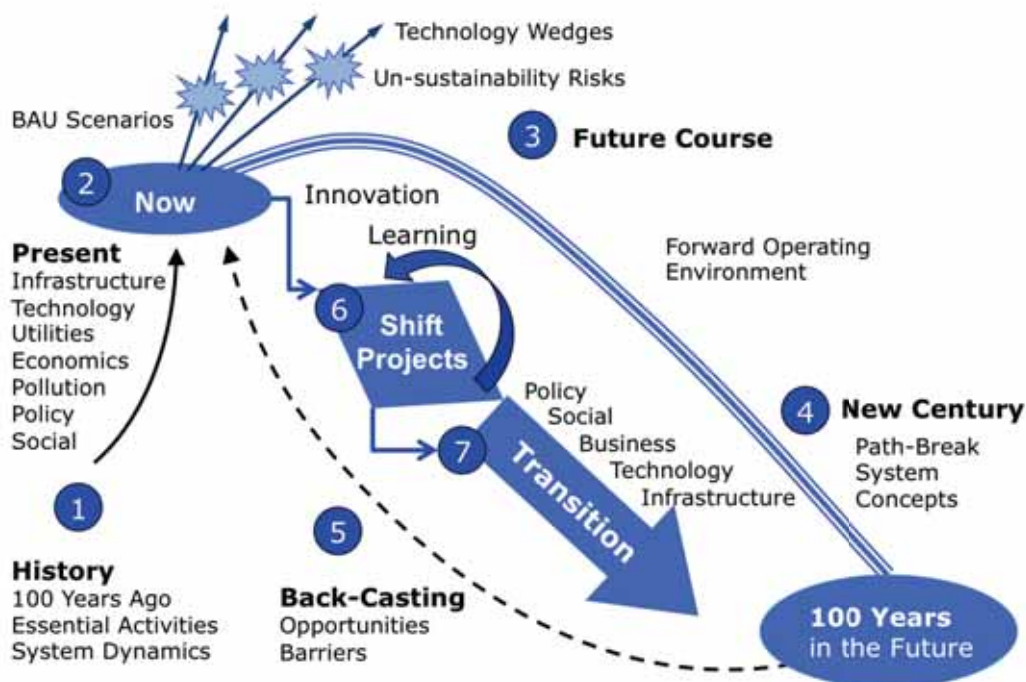 Technology Wedges
Un-sustainability Risks
BAU Scenarios
3 Future Course
2
Now
Innovation
Learning
Present
Infrastructure
Technology
Utilities
Economics
Pollution
Policy
Social
Forward Operating
Environment
6
Shift
Projects
Policy
Social
Business
Technology
Infrastructure
7
Transition
4 New Century
Path-Break
System
Concepts
1
History
100 Years Ago
Essential Activities
System Dynamics
5
Back-Casting
Opportunities
Barriers
100 Years
in the Future